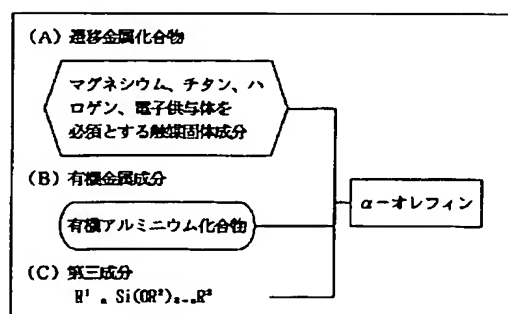 (A) 遷移金属化合物
マグネシウム、チタン、ハ
ロゲン、電子供与体を
必須とする触媒固体成分
(B) 有機金属成分
有機アルミニウム化合物
α-オレフィン
(C) 第三成分
Si(OR²)